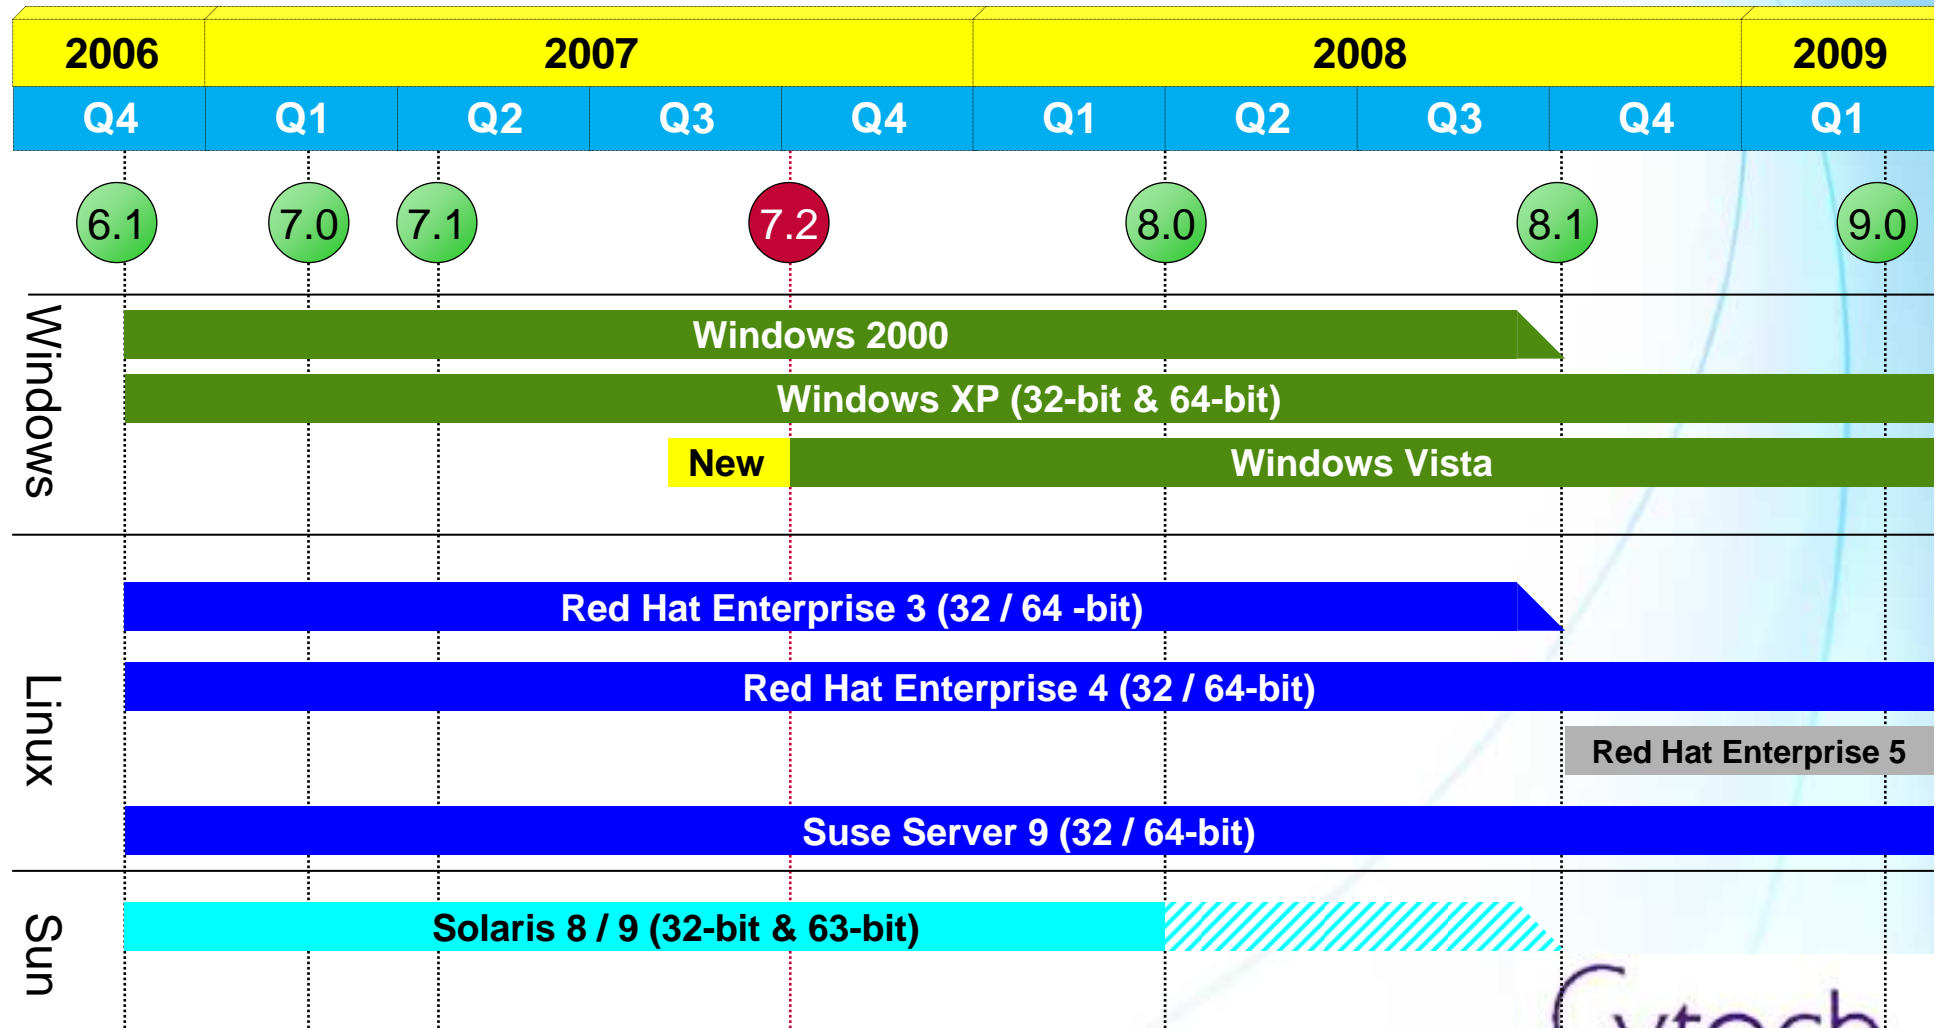 2006 2007 2008 2009
Q4 Q1 Q2 Q3 Q4 Q1 Q2 Q3 Q4 Q1
6.1 7.0 7.1 7.2 8.0 8.1 9.0
Windows
Windows 2000
Windows XP (32-bit & 64-bit)
New Windows Vista
Linux
Red Hat Enterprise 3 (32 / 64 -bit)
Red Hat Enterprise 4 (32 / 64-bit)
Red Hat Enterprise 5
Suse Server 9 (32 / 64-bit)
Sun
Solaris 8 / 9 (32-bit & 63-bit)